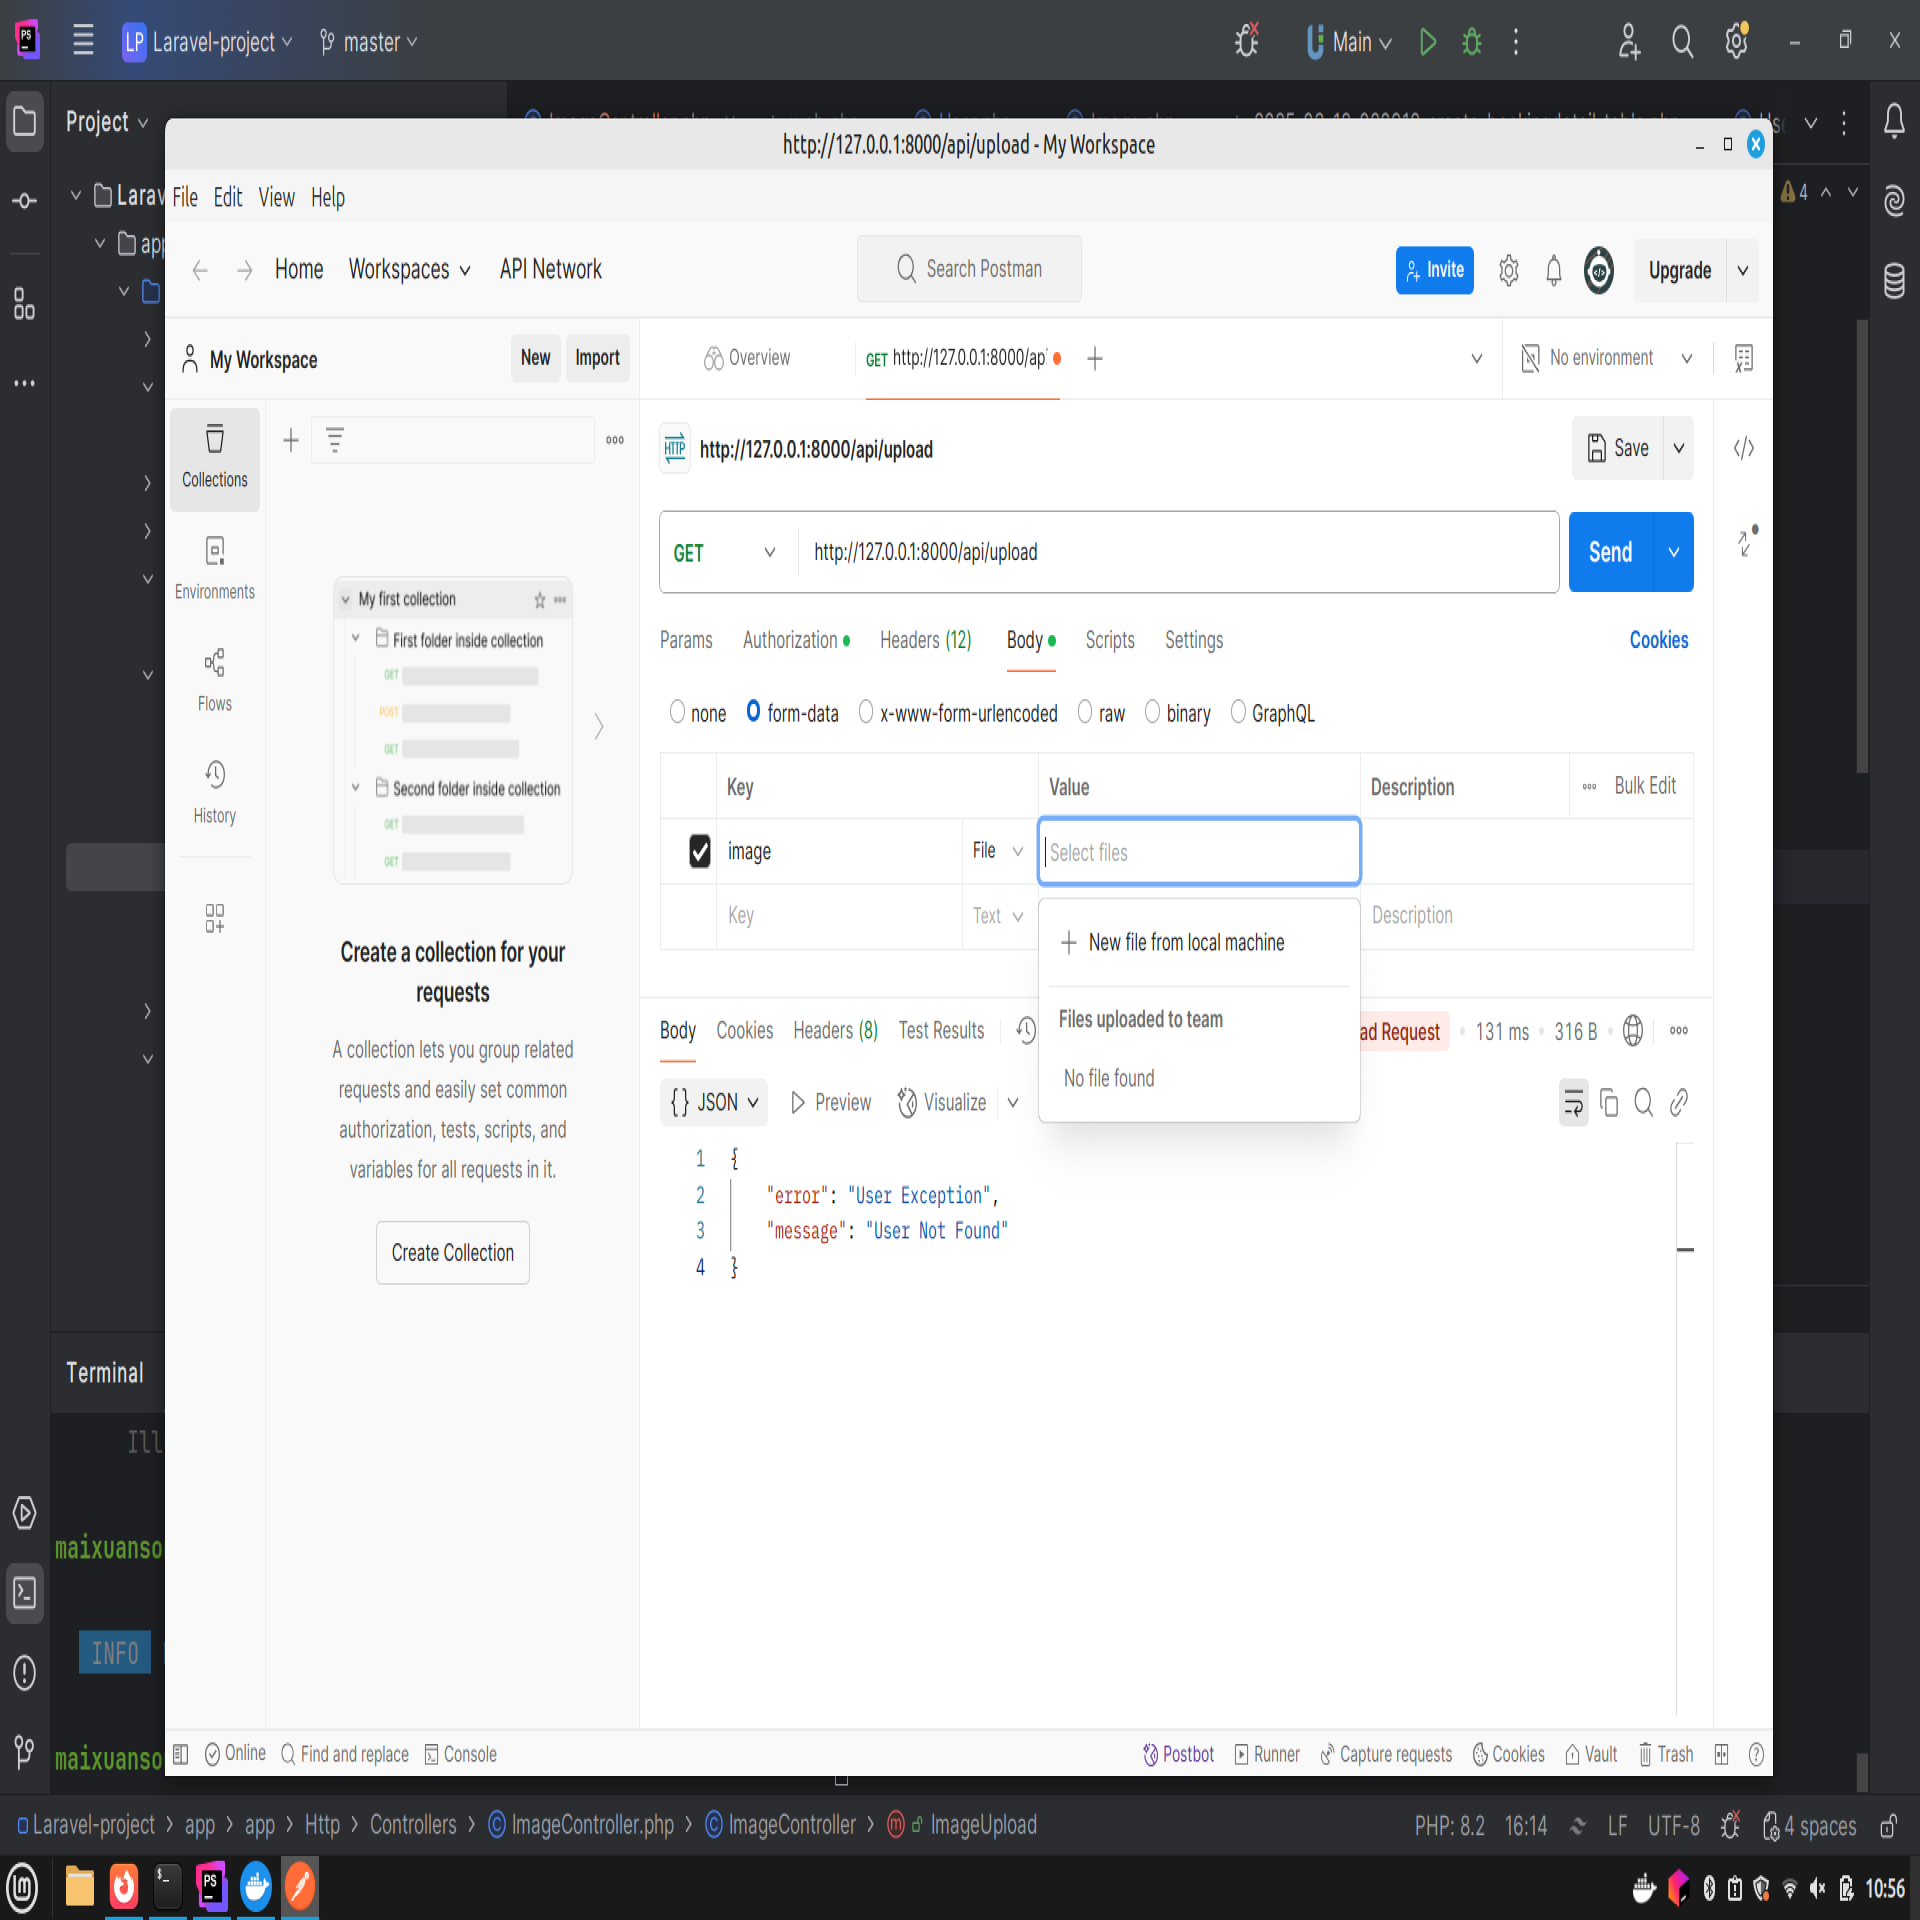 PS
LP Laravel-project
master
Main
Project
http://127.0.0.1:8000/api/upload - My Workspace
4
File Edit View Help
Home Workspaces API Network
Search Postman
Invite
Upgrade
My Workspace
New
Import
Overview
GET http://127.0.0.1:8000/ap
No environment
Collections
HTTP http://127.0.0.1:8000/api/upload
Save
Environments
GET http://127.0.0.1:8000/api/upload
Send
My first collection
First folder inside collection
GET
POST
GET
Second folder inside collection
GET
GET
Flows
History
Params Authorization Headers (12) Body Scripts Settings
Cookies
none form-data x-www-form-urlencoded raw binary GraphQL
Key Value Description Bulk Edit
image File Select files
Key Text Description
New file from local machine
Files uploaded to team
No file found
Create a collection for your
requests
A collection lets you group related
requests and easily set common
authorization, tests, scripts, and
variables for all requests in it.
Create Collection
Body Cookies Headers (8) Test Results
ad Request 131 ms 316 B
{} JSON Preview Visualize
1 {
2 "error": "User Exception",
3 "message": "User Not Found"
4 }
Terminal
Ill
maixuanso
INFO
maixuanso
Online Find and replace Console
Postbot Runner Capture requests Cookies Vault Trash
Laravel-project > app > app > Http > Controllers > ImageController.php > ImageController > ImageUpload
PHP: 8.2 16:14 LF UTF-8 4 spaces
PS
10:56